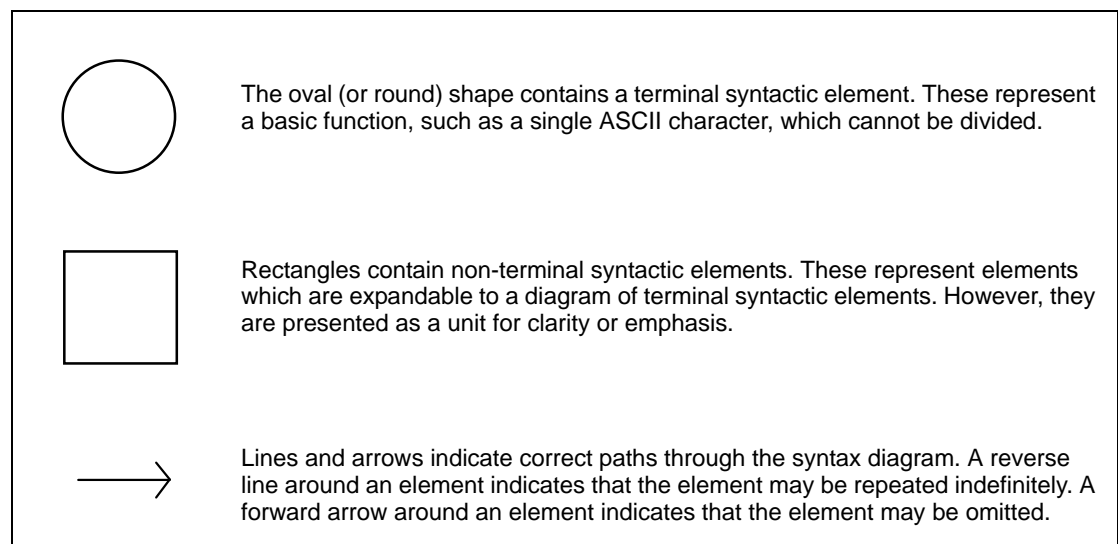 The oval (or round) shape contains a terminal syntactic element. These represent
a basic function, such as a single ASCII character, which cannot be divided.
Rectangles contain non-terminal syntactic elements. These represent elements
which are expandable to a diagram of terminal syntactic elements. However, they
are presented as a unit for clarity or emphasis.
Lines and arrows indicate correct paths through the syntax diagram. A reverse
line around an element indicates that the element may be repeated indefinitely. A
forward arrow around an element indicates that the element may be omitted.